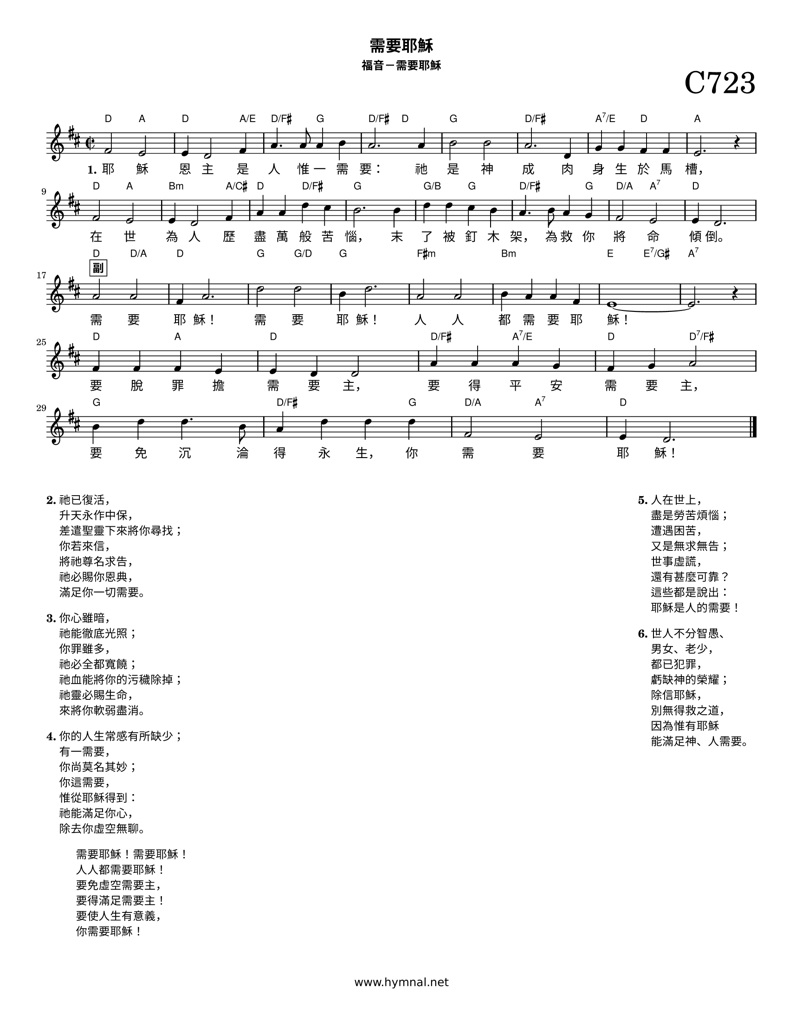 需要耶穌
福音－需要耶穌
C723
D A D A/E D/F♯ G D/F♯ D G D/F♯ A7/E D A
1. 耶 穌 恩 主 是 人 惟 一 需 要： 祂 是 神 成 肉 身 生 於 馬 槽，
9
D A Bm A/C♯ D D/F♯ G G/B G D/F♯ G D/A A7 D
在 世 為 人 歷 盡 萬 般 苦 惱， 末 了 被 釘 木 架， 為 救 你 將 命 傾 倒。
D D/A D G G/D G F♯m Bm E E7/G♯ A7
副
17
需 要 耶 穌！ 需 要 耶 穌！ 人 人 都 需 要 耶 穌！
25
D A D D/F♯ A7/E D D7/F♯
要 脫 罪 擔 需 要 主， 要 得 平 安 需 要 主，
29
G D/F♯ G D/A A7 D
要 免 沉 淪 得 永 生， 你 需 要 耶 穌！
2. 祂已復活，
升天永作中保，
差遣聖靈下來將你尋找；
你若來信，
將祂尊名求告，
祂必賜你恩典，
滿足你一切需要。
3. 你心雖暗，
祂能徹底光照；
你罪雖多，
祂必全都寬饒；
祂血能將你的污穢除掉；
祂靈必賜生命，
來將你軟弱盡消。
4. 你的人生常感有所缺少；
有一需要，
你尚莫名其妙；
你這需要，
惟從耶穌得到：
祂能滿足你心，
除去你虛空無聊。
需要耶穌！需要耶穌！
人人都需要耶穌！
要免虛空需要主，
要得滿足需要主！
要使人生有意義，
你需要耶穌！
5. 人在世上，
盡是勞苦煩惱；
遭遇困苦，
又是無求無告；
世事虛謊，
還有甚麼可靠？
這些都是說出：
耶穌是人的需要！
6. 世人不分智愚、
男女、老少，
都已犯罪，
虧缺神的榮耀；
除信耶穌，
別無得救之道，
因為惟有耶穌
能滿足神、人需要。
www.hymnal.net